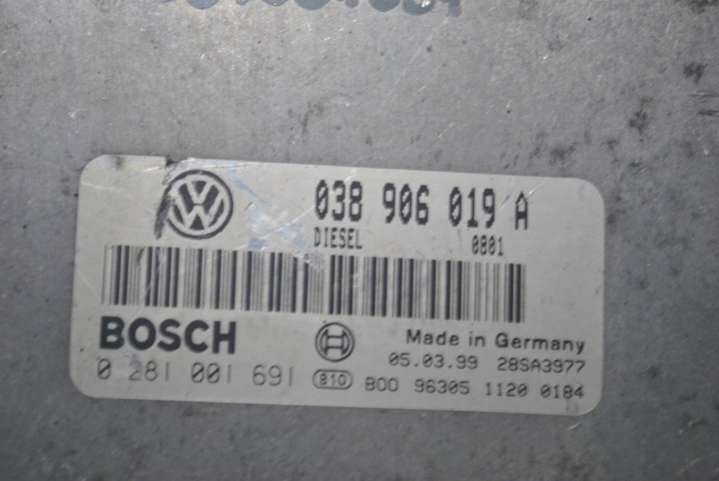 038 906 019 A
DIESEL 0801
BOSCH
Made in Germany
05.03.99 28SA3977
0 281 001 691 810 B00 96305 1120 0184